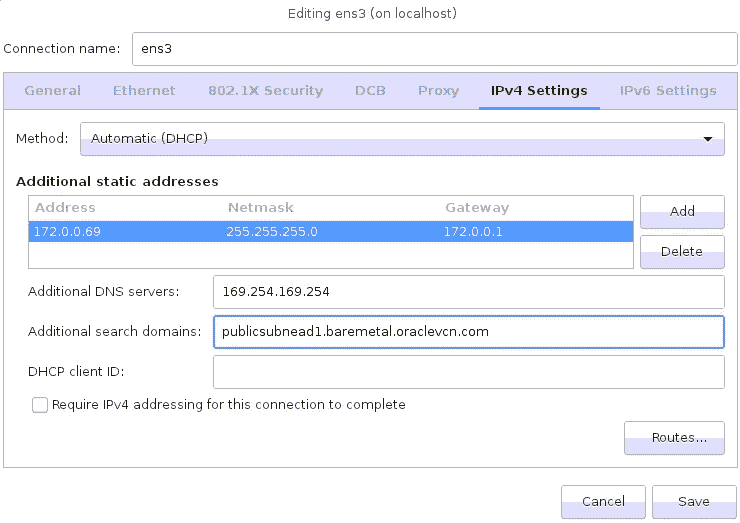 Editing ens3 (on localhost)
Connection name: ens3
General Ethernet 802.1X Security DCB Proxy IPv4 Settings IPv6 Settings
Method: Automatic (DHCP)
Additional static addresses
Address Netmask Gateway
172.0.0.69 255.255.255.0 172.0.0.1
Add
Delete
Additional DNS servers: 169.254.169.254
Additional search domains: publicsubnead1.baremetal.oraclevcn.com
DHCP client ID:
Require IPv4 addressing for this connection to complete
Routes...
Cancel Save